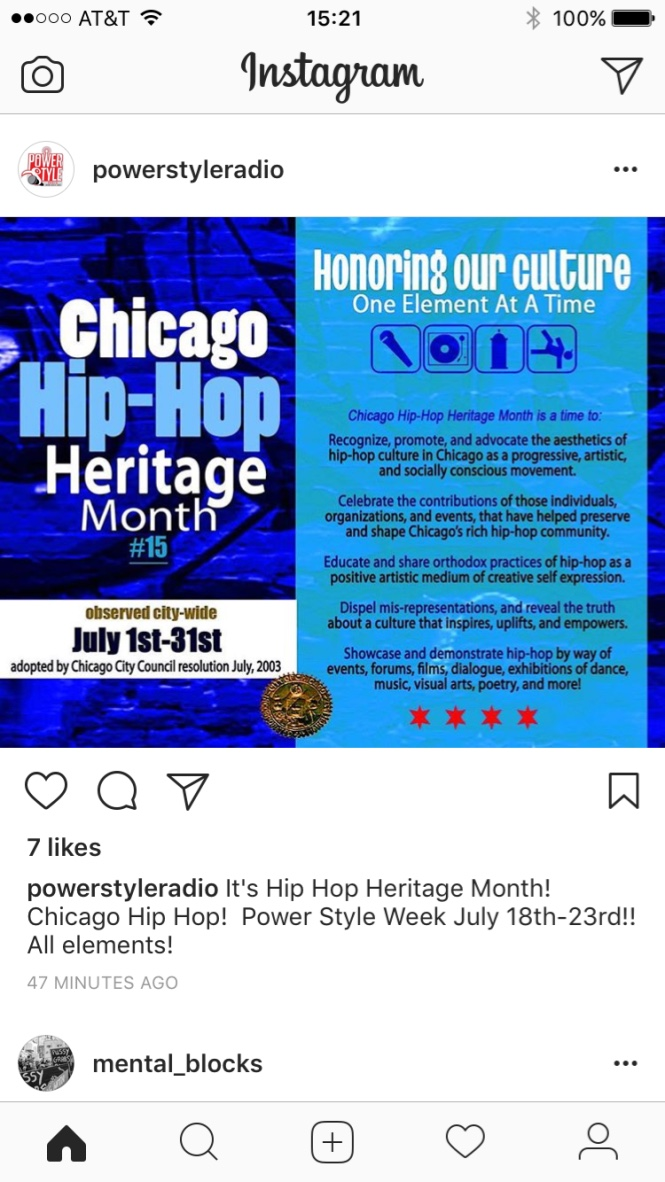 AT&T 15:21 100%
Instagram
POWER STYLE
powerstyleradio
Chicago
Hip-Hop
Heritage
Month
#15
observed city-wide
July 1st-31st
adopted by Chicago City Council resolution July, 2003
Honoring our culture
One Element At A Time
Chicago Hip-Hop Heritage Month is a time to:
Recognize, promote, and advocate the aesthetics of
hip-hop culture in Chicago as a progressive, artistic,
and socially conscious movement.
Celebrate the contributions of those individuals,
organizations, and events, that have helped preserve
and shape Chicago's rich hip-hop community.
Educate and share orthodox practices of hip-hop as a
positive artistic medium of creative self expression.
Dispel mis-representations, and reveal the truth
about a culture that inspires, uplifts, and empowers.
Showcase and demonstrate hip-hop by way of
events, forums, films, dialogue, exhibitions of dance,
music, visual arts, poetry, and more!
7 likes
powerstyleradio It's Hip Hop Heritage Month!
Chicago Hip Hop!  Power Style Week July 18th-23rd!!
All elements!
47 MINUTES AGO
mental_blocks